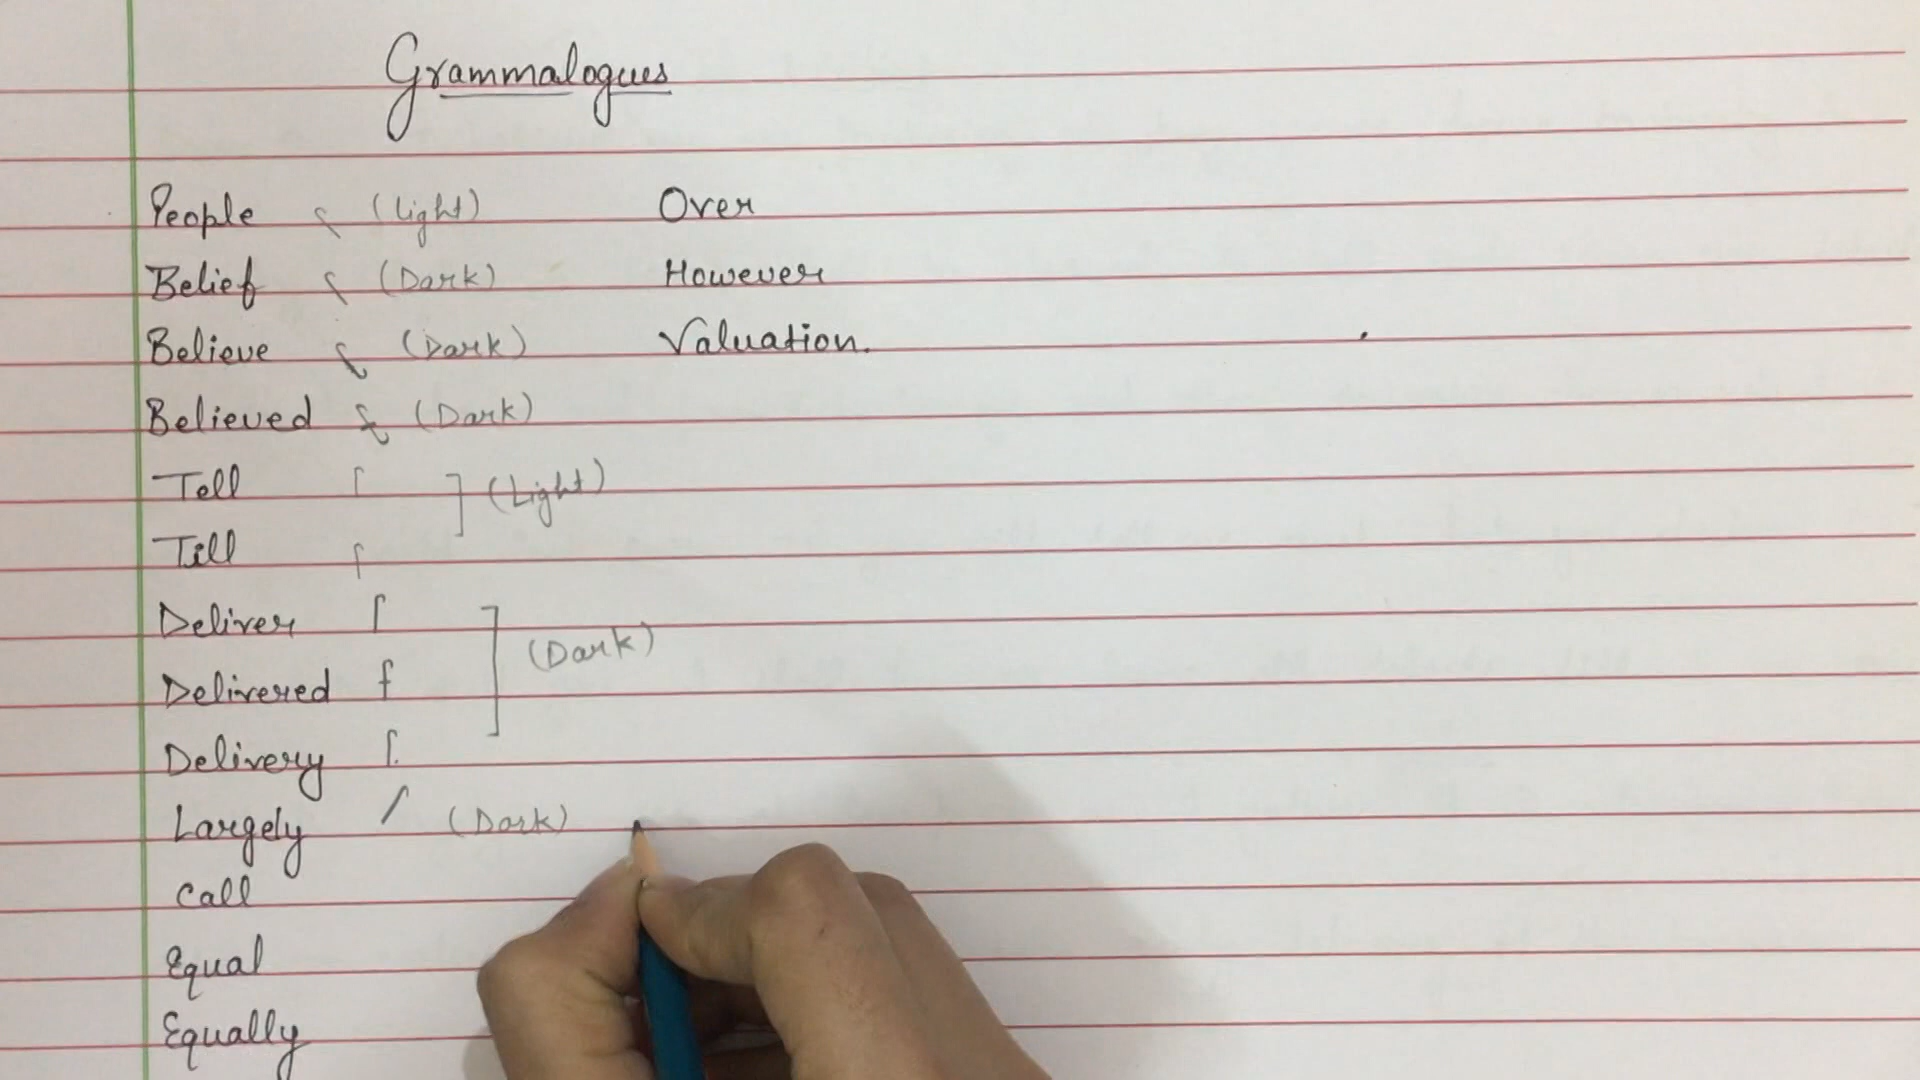 Grammalogues
People (Light) Over
Belief (Dark) However
Believe (Dark) Valuation.
Believed (Dark)
Tell ] (Light)
Till
Deliver ] (Dark)
Delivered
Delivery
Largely (Dark)
Call
Equal
Equally